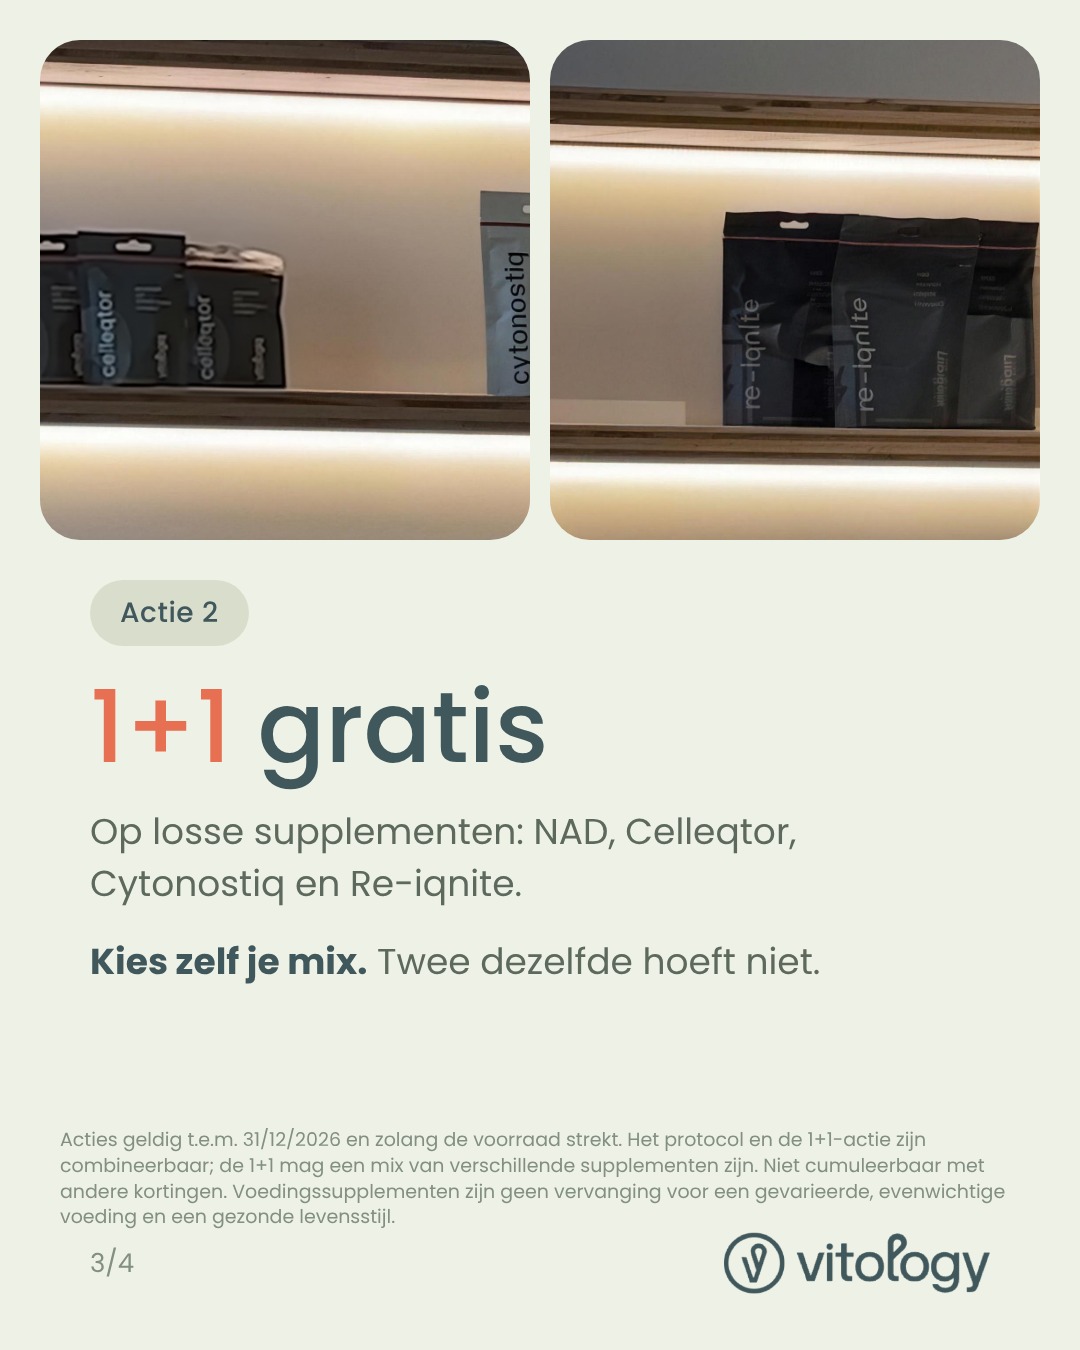 celleqtor
celleqtor
cytonostiq
re-iqnite
re-iqnite
Actie 2
1+1 gratis
Op losse supplementen: NAD, Celleqtor,
Cytonostiq en Re-iqnite.
Kies zelf je mix. Twee dezelfde hoeft niet.
Acties geldig t.e.m. 31/12/2026 en zolang de voorraad strekt. Het protocol en de 1+1-actie zijn
combineerbaar; de 1+1 mag een mix van verschillende supplementen zijn. Niet cumuleerbaar met
andere kortingen. Voedingssupplementen zijn geen vervanging voor een gevarieerde, evenwichtige
voeding en een gezonde levensstijl.
3/4
vitology